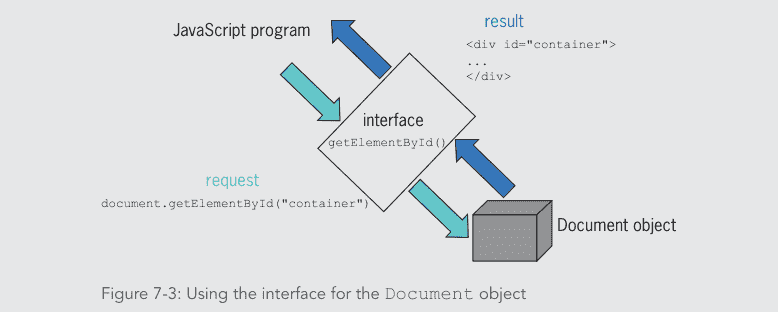 JavaScript program
result
<div id="container">
...
</div>
interface
getElementById()
request
document.getElementById("container")
Document object
Figure 7-3: Using the interface for the Document object